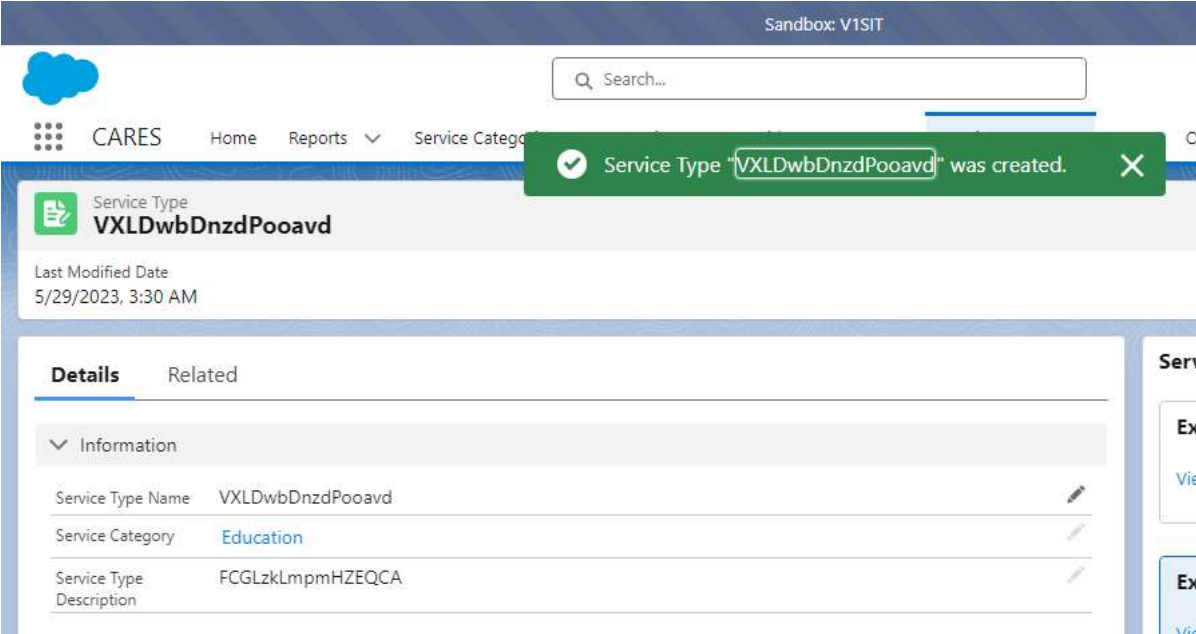 Sandbox: V1SIT
Search...
CARES Home Reports Service Categ
Service Type "VXLDwbDnzdPooavd" was created.
Service Type
VXLDwbDnzdPooavd
Last Modified Date
5/29/2023, 3:30 AM
Details Related
Information
Service Type Name VXLDwbDnzdPooavd
Service Category Education
Service Type
Description
FCGLzkLmpmHZEQCA
Serv
Ex
Vie
Ex